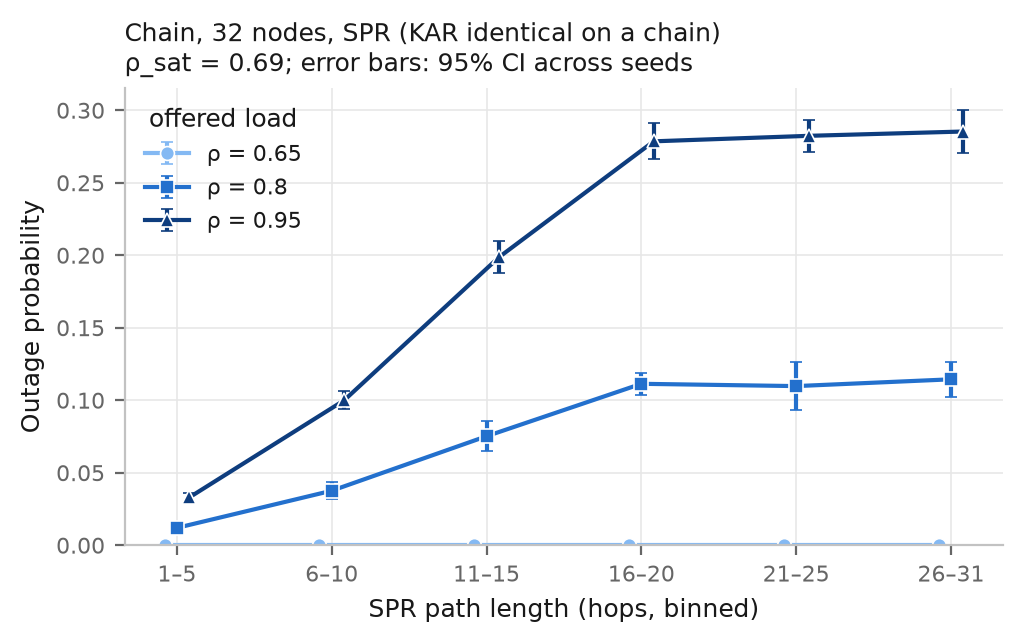 Chain, 32 nodes, SPR (KAR identical on a chain)
ρ_sat = 0.69; error bars: 95% CI across seeds
offered load
ρ = 0.65
ρ = 0.8
ρ = 0.95
Outage probability
0.30
0.25
0.20
0.15
0.10
0.05
0.00
1–5
6–10
11–15
16–20
21–25
26–31
SPR path length (hops, binned)